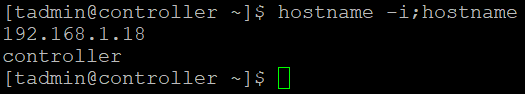 [tadmin@controller ~]$ hostname -i;hostname
192.168.1.18
controller
[tadmin@controller ~]$